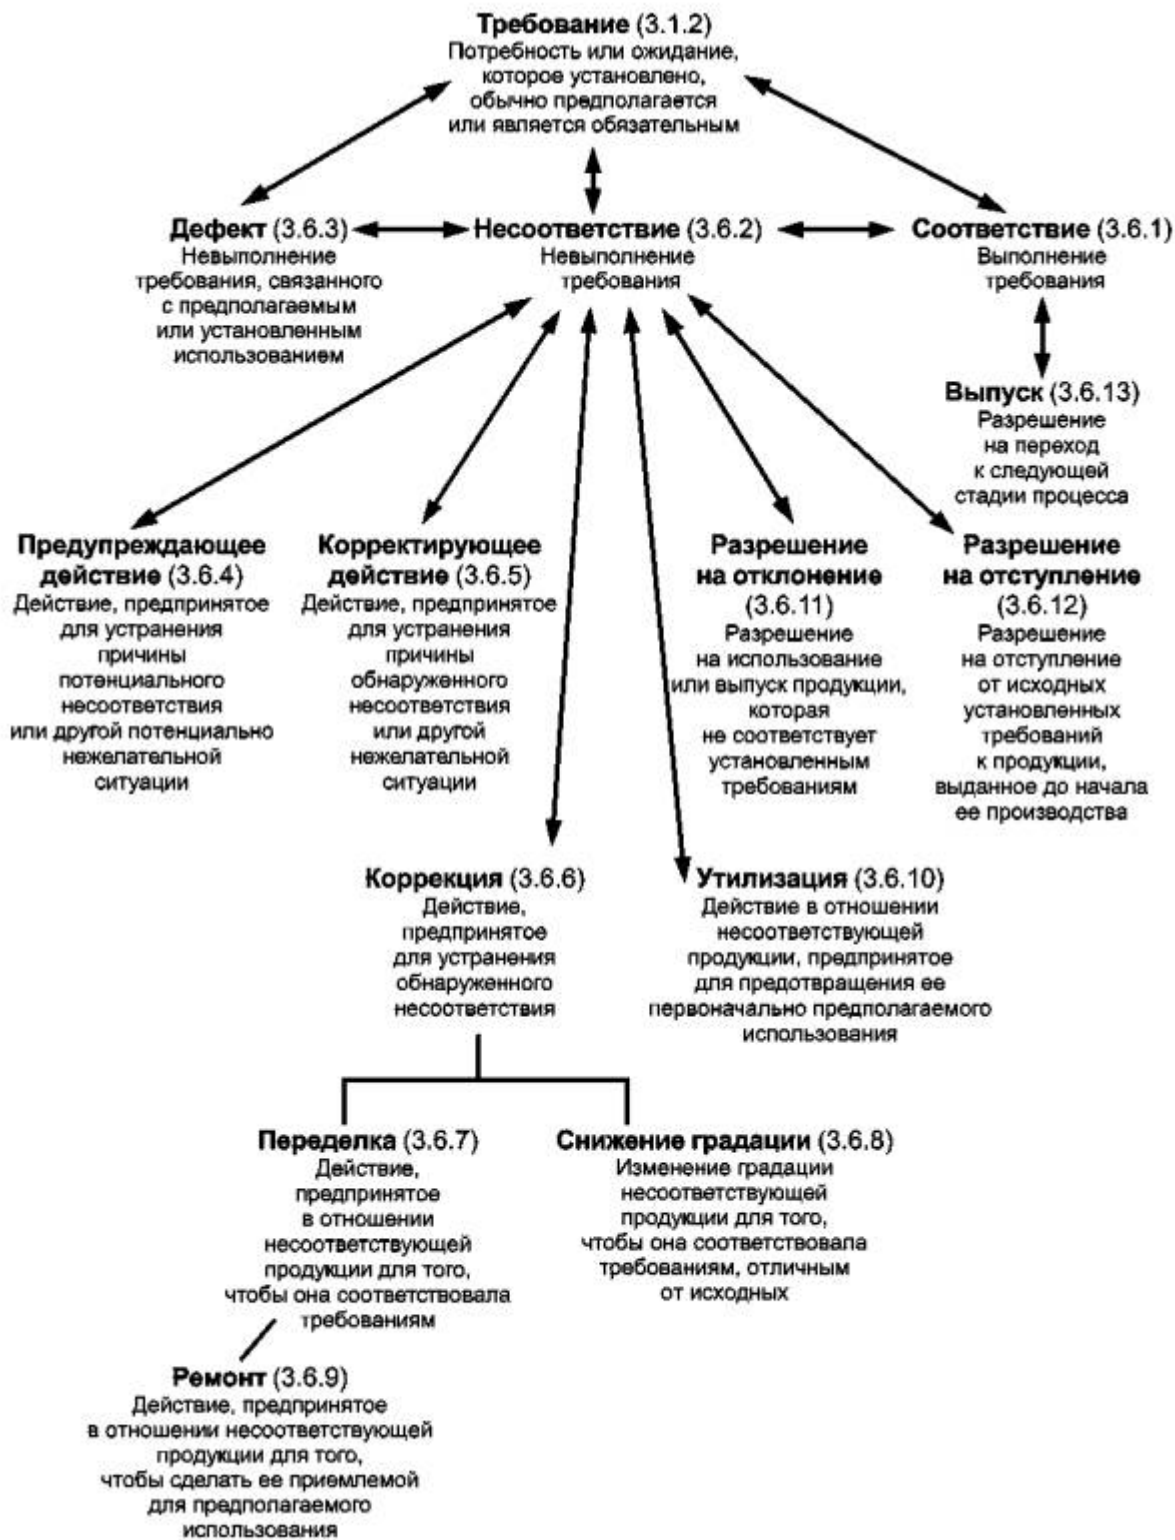 Требование (3.1.2)
Потребность или ожидание,
которое установлено,
обычно предполагается
или является обязательным
Дефект (3.6.3)
Невыполнение
требования, связанного
с предполагаемым
или установленным
использованием
Несоответствие (3.6.2)
Невыполнение
требования
Соответствие (3.6.1)
Выполнение
требования
Выпуск (3.6.13)
Разрешение
на переход
к следующей
стадии процесса
Предупреждающее
действие (3.6.4)
Действие, предпринятое
для устранения
причины
потенциального
несоответствия
или другой потенциально
нежелательной
ситуации
Корректирующее
действие (3.6.5)
Действие, предпринятое
для устранения
причины
обнаруженного
несоответствия
или другой
нежелательной
ситуации
Разрешение
на отклонение
(3.6.11)
Разрешение
на использование
или выпуск продукции,
которая
не соответствует
установленным
требованиям
Разрешение
на отступление
(3.6.12)
Разрешение
на отступление
от исходных
установленных
требований
к продукции,
выданное до начала
ее производства
Коррекция (3.6.6)
Действие,
предпринятое
для устранения
обнаруженного
несоответствия
Утилизация (3.6.10)
Действие в отношении
несоответствующей
продукции, предпринятое
для предотвращения ее
первоначально предполагаемого
использования
Переделка (3.6.7)
Действие,
предпринятое
в отношении
несоответствующей
продукции для того,
чтобы она соответствовала
требованиям
Снижение градации (3.6.8)
Изменение градации
несоответствующей
продукции для того,
чтобы она соответствовала
требованиям, отличным
от исходных
Ремонт (3.6.9)
Действие, предпринятое
в отношении несоответствующей
продукции для того,
чтобы сделать ее приемлемой
для предполагаемого
использования